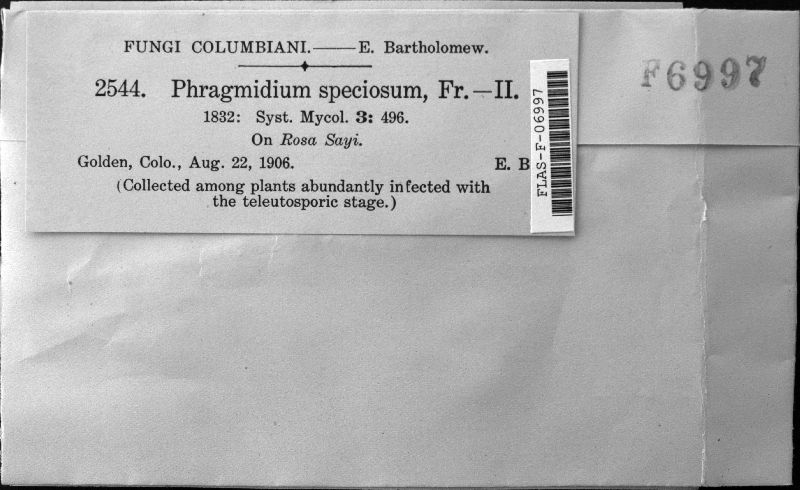 FUNGI COLUMBIANI.——E. Bartholomew.
2544. Phragmidium speciosum, Fr.—II.
1832: Syst. Mycol. 3: 496.
On Rosa Sayi.
Golden, Colo., Aug. 22, 1906. E. B
(Collected among plants abundantly infected with
the teleutosporic stage.)
FLAS-F-06997
F6997